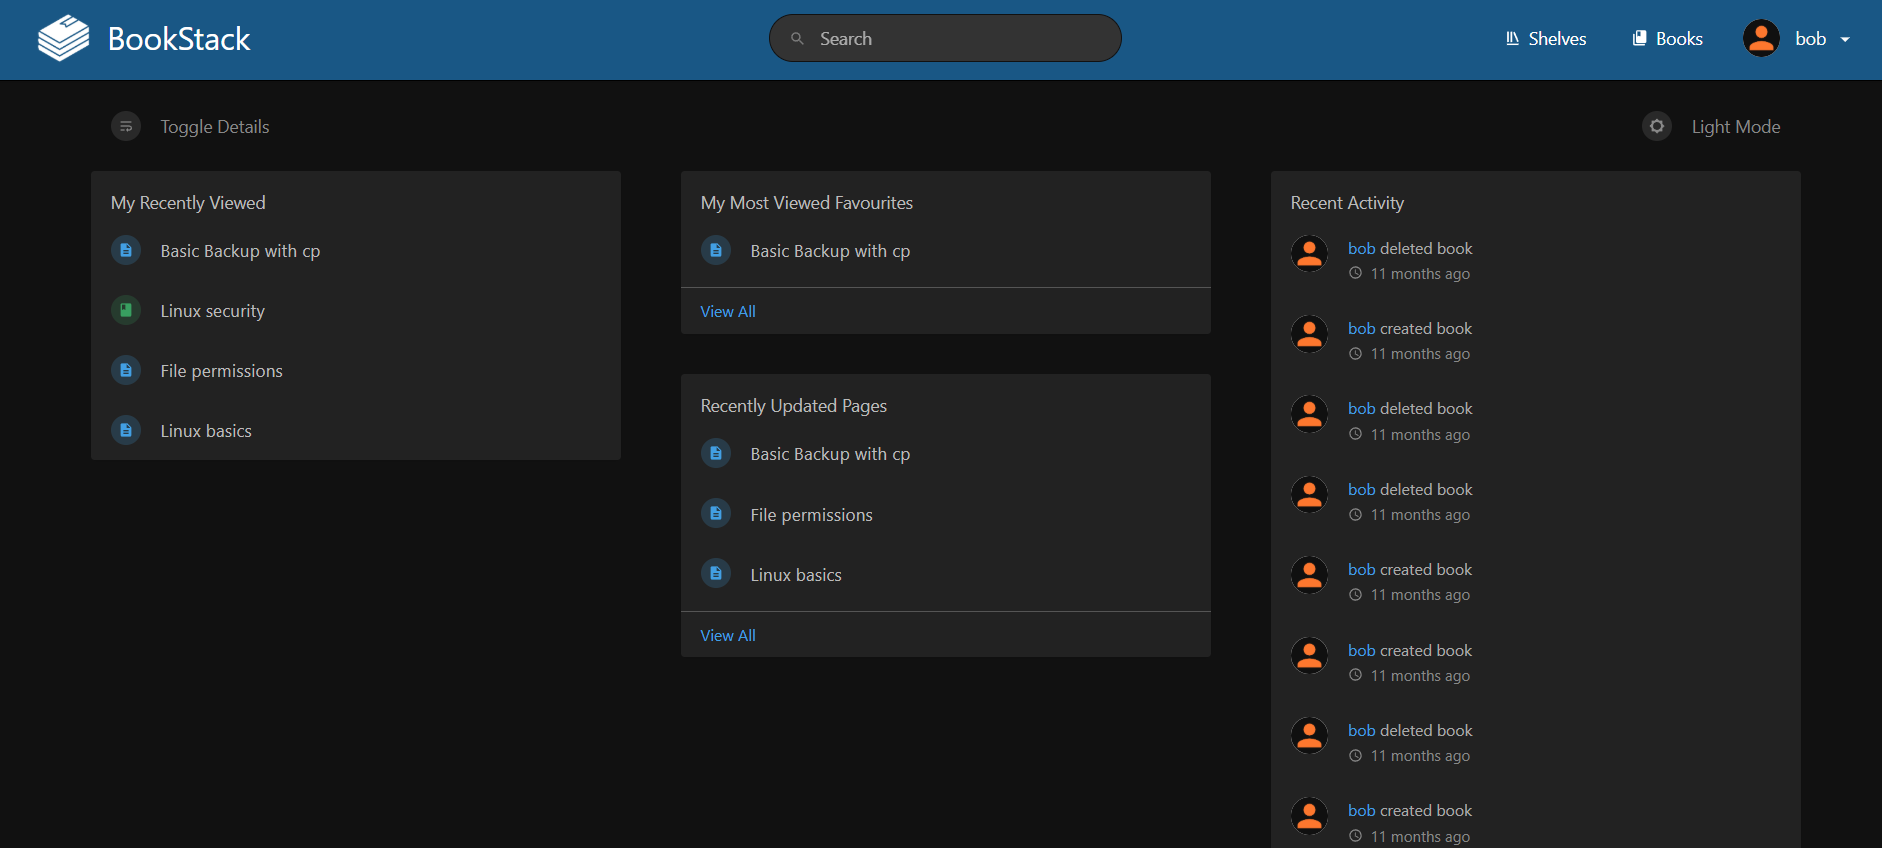 BookStack
Search
Shelves
Books
bob
Toggle Details
Light Mode
My Recently Viewed
Basic Backup with cp
Linux security
File permissions
Linux basics
My Most Viewed Favourites
Basic Backup with cp
View All
Recently Updated Pages
Basic Backup with cp
File permissions
Linux basics
View All
Recent Activity
bob deleted book
11 months ago
bob created book
11 months ago
bob deleted book
11 months ago
bob deleted book
11 months ago
bob created book
11 months ago
bob created book
11 months ago
bob deleted book
11 months ago
bob created book
11 months ago